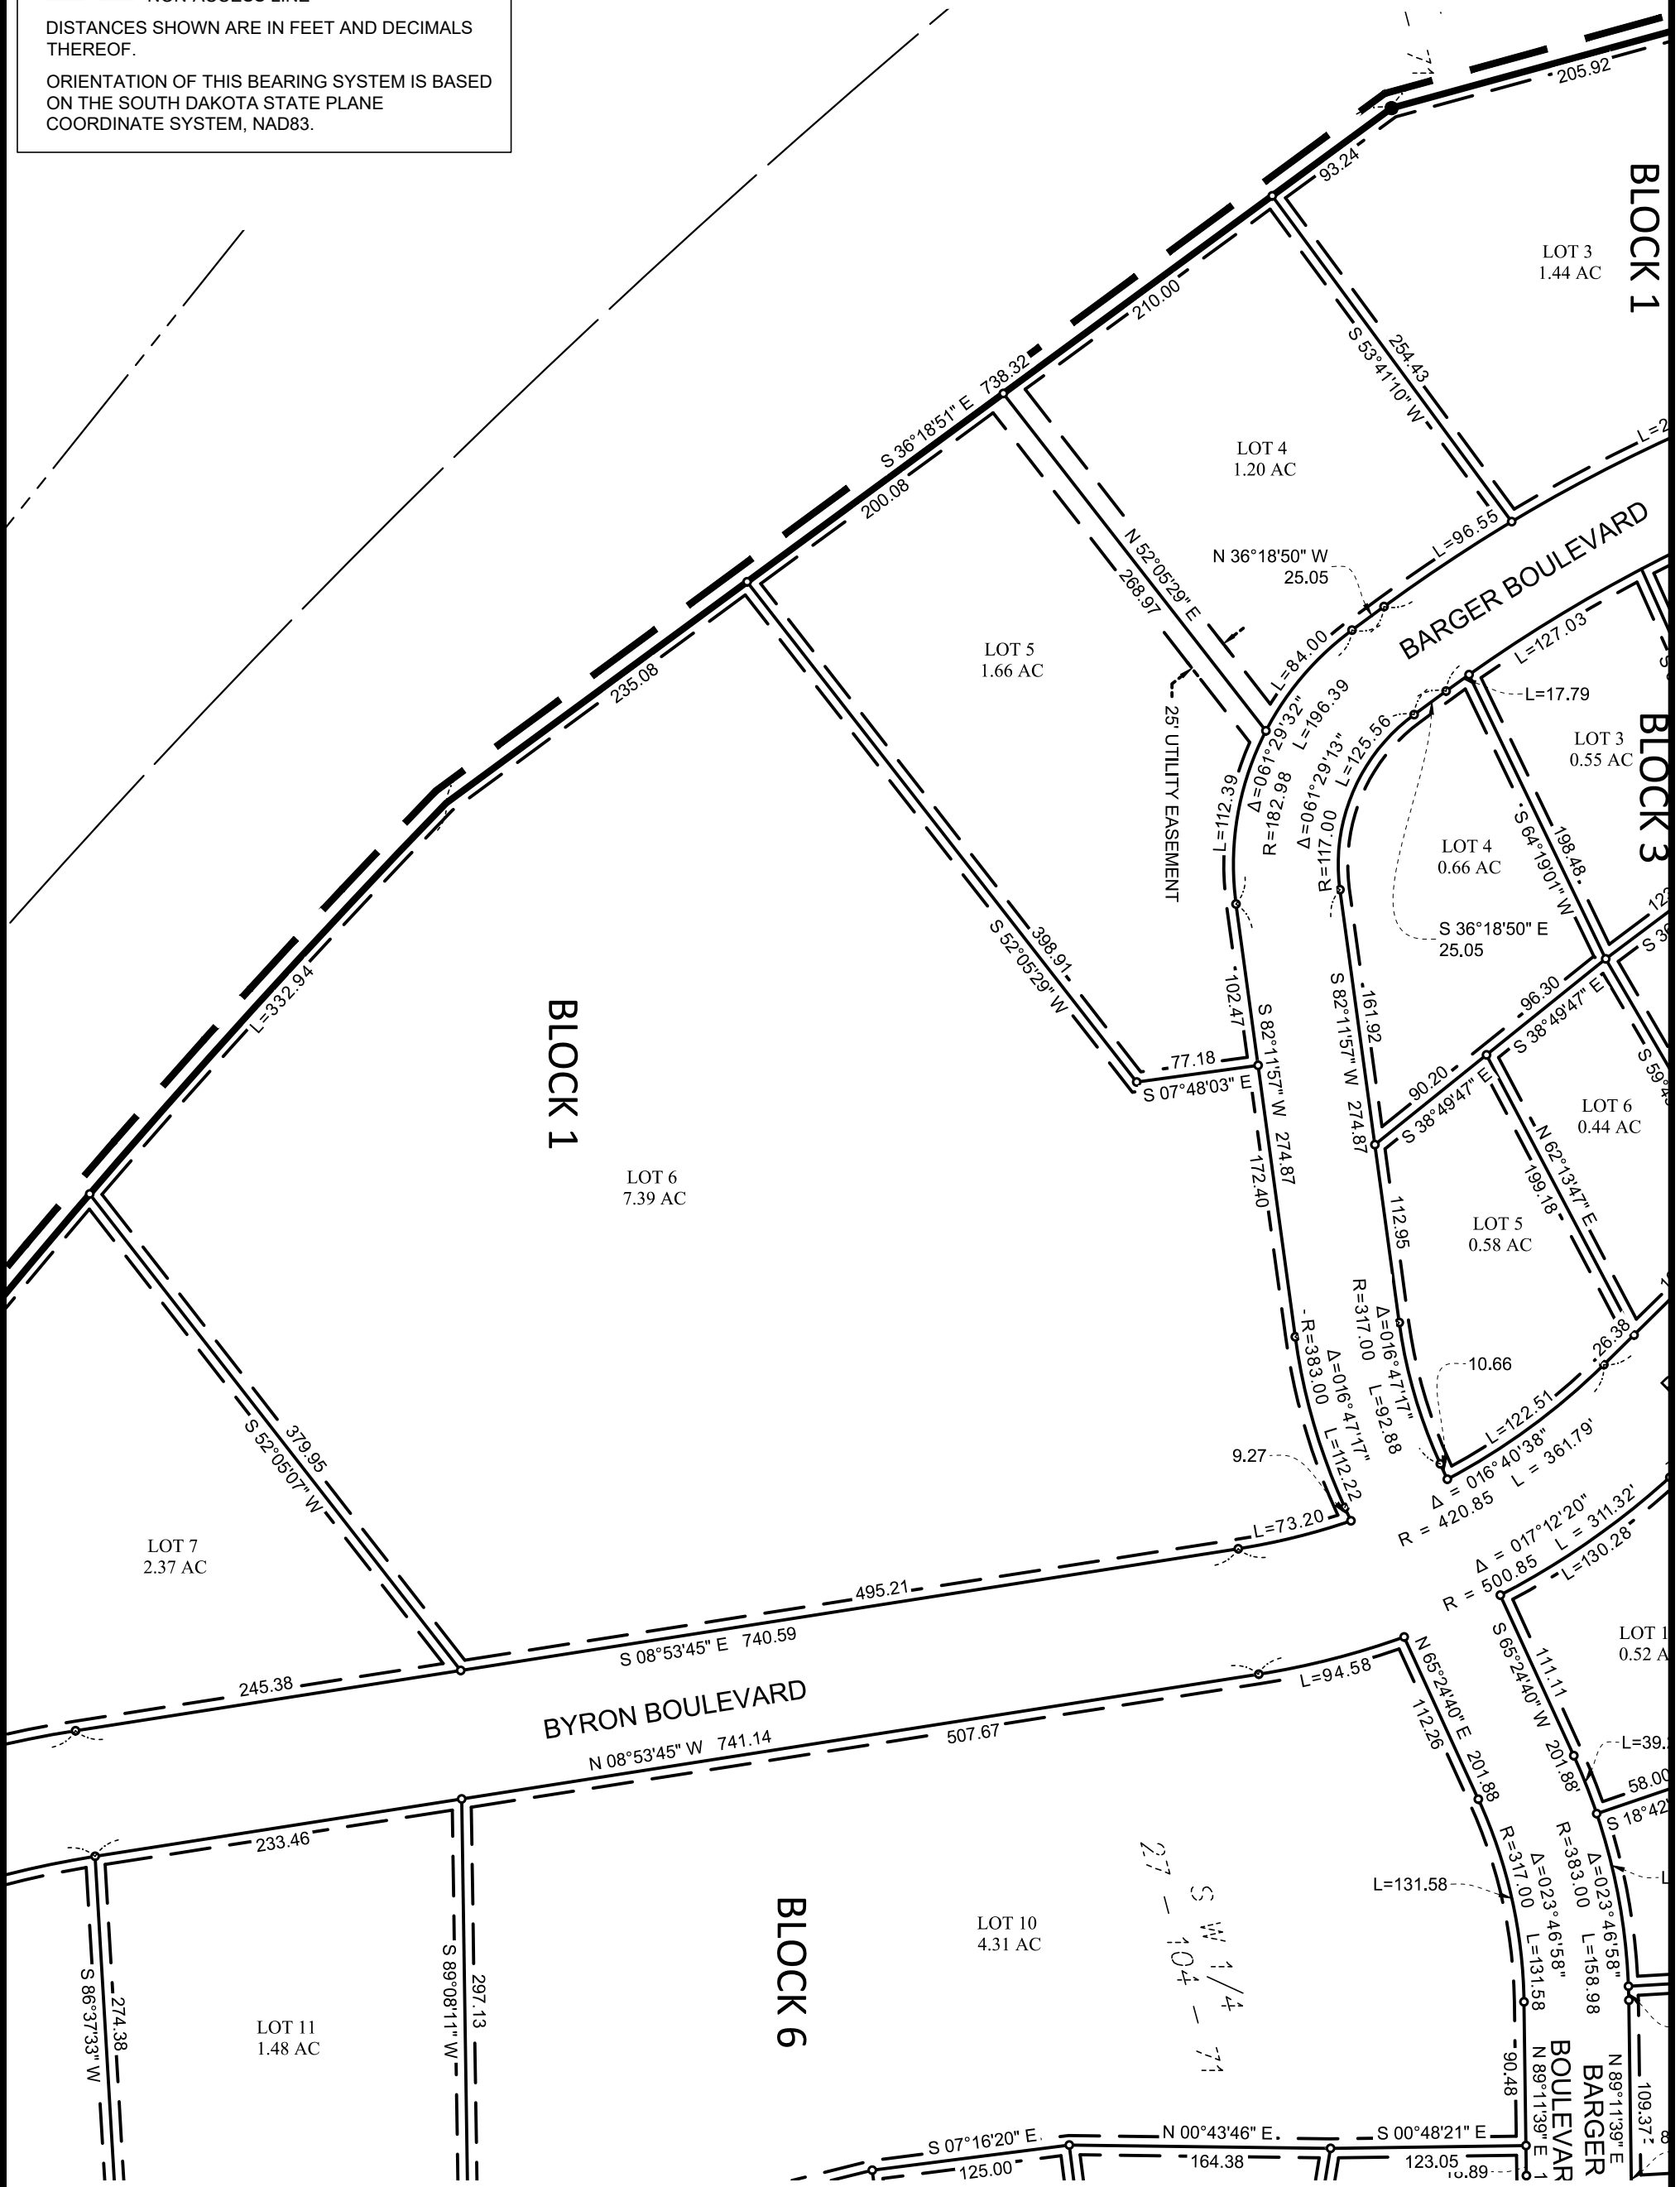 DISTANCES SHOWN ARE IN FEET AND DECIMALS
THEREOF.
ORIENTATION OF THIS BEARING SYSTEM IS BASED
ON THE SOUTH DAKOTA STATE PLANE
COORDINATE SYSTEM, NAD83.
205.92
93.24
BLOCK 1
LOT 3
1.44 AC
210.00
254.43
S 53°41'10" W
738.32
S 36°18'51" E
200.08
LOT 4
1.20 AC
N 52°05'29" E
268.97
N 36°18'50" W
25.05
L=96.55
BARGER BOULEVARD
L=127.03
L=17.79
LOT 5
1.66 AC
235.08
25' UTILITY EASEMENT
L=84.00
Δ=061°29'32"
L=196.39
R=182.98
L=112.39
Δ=061°29'13"
L=125.56
R=117.00
LOT 3
0.55 AC
BLOCK 3
LOT 4
0.66 AC
198.48
S 64°19'01" W
S 36°18'50" E
25.05
398.91
S 52°05'29" W
L=332.94
BLOCK 1
102.47
S 82°11'57" W 274.87
161.92
S 82°11'57" W 274.87
96.30
S 38°49'47" E
90.20
S 38°49'47" E
77.18
S 07°48'03" E
LOT 6
0.44 AC
N 62°13'47" E
199.18
LOT 6
7.39 AC
172.40
112.95
LOT 5
0.58 AC
R=317.00
Δ=016°47'17"
L=92.88
R=383.00
Δ=016°47'17"
L=112.22
10.66
26.38
L=122.51
Δ = 016°40'38"
R = 420.85 L = 361.79'
9.27
L=73.20
379.95
S 52°05'07" W
LOT 7
2.37 AC
495.21
S 08°53'45" E 740.59
245.38
BYRON BOULEVARD
N 08°53'45" W 741.14
507.67
L=94.58
233.46
Δ = 017°12'20"
R = 500.85 L = 311.32'
L=130.28
S 65°24'40" W 201.88'
111.11
N 65°24'40" E 201.88
112.26
58.00
L=131.58
R=317.00
Δ=023°46'58"
L=131.58
R=383.00
Δ=023°46'58"
L=158.98
BLOCK 6
LOT 10
4.31 AC
S W 1/4
27 - 104 - 71
S 86°37'33" W
274.38
LOT 11
1.48 AC
S 89°08'11" W
297.13
90.48
N 89°11'39" E
BARGER
N 89°11'39" E
109.37
S 07°16'20" E
125.00
N 00°43'46" E
164.38
S 00°48'21" E
123.05